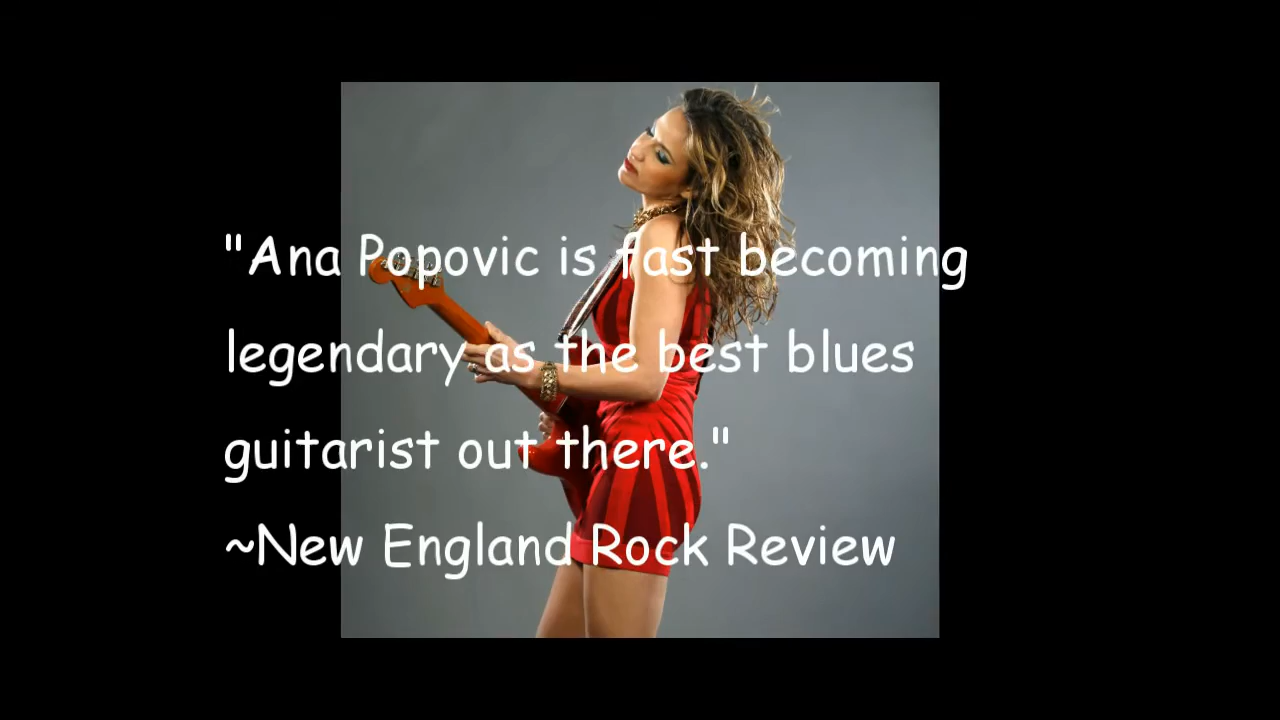 "Ana Popovic is fast becoming
legendary as the best blues
guitarist out there."
~New England Rock Review